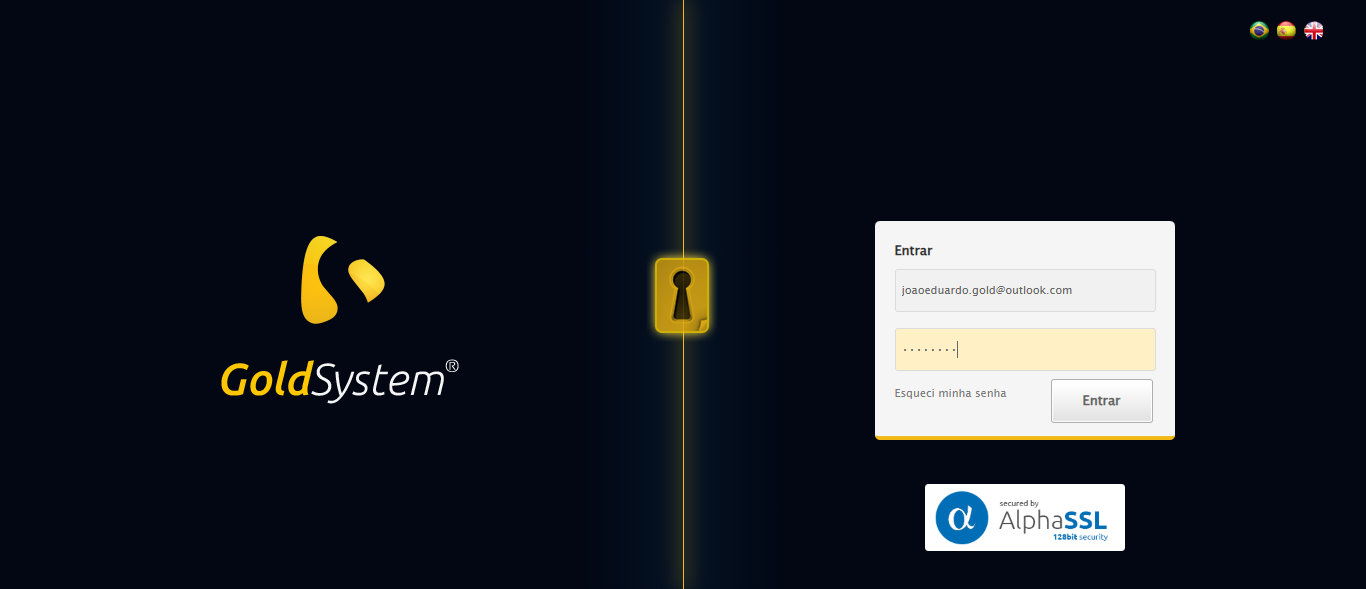 GoldSystem®
Entrar
joaoeduardo.gold@outlook.com
········
Esqueci minha senha
Entrar
α
secured by
AlphaSSL
128bit security